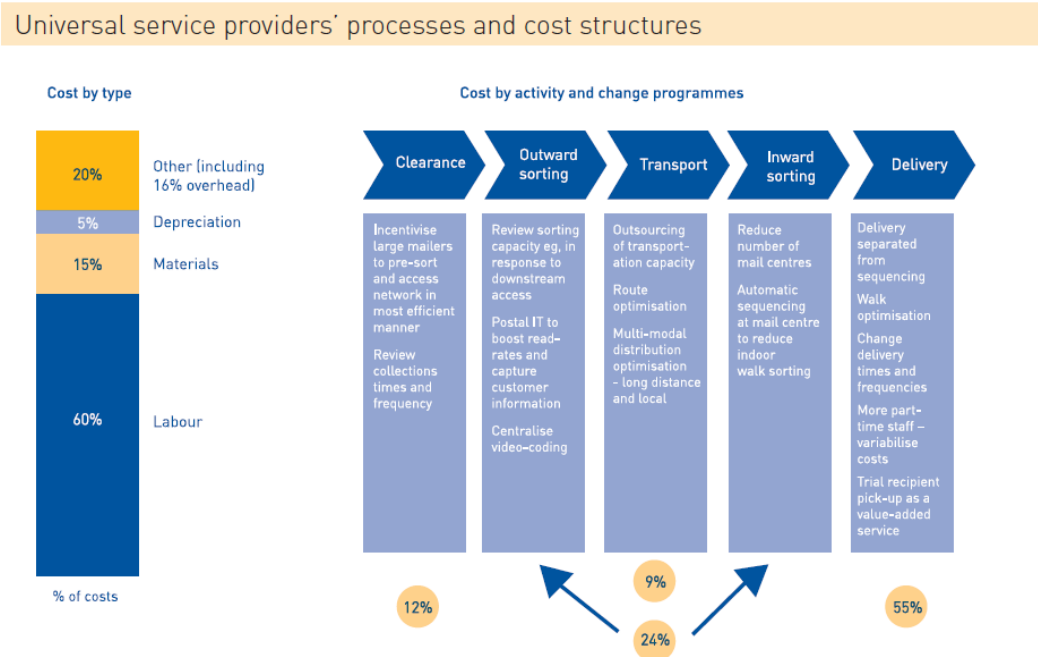 Universal service providers’ processes and cost structures
Cost by type
20%
Other (including
16% overhead)
5%
Depreciation
15%
Materials
60%
Labour
% of costs
Cost by activity and change programmes
Clearance
Incentivise
large mailers
to pre-sort
and access
network in
most efficient
manner
Review
collections
times and
frequency
12%
Outward
sorting
Review sorting
capacity eg, in
response to
downstream
access
Postal IT to
boost read–
rates and
capture
customer
information
Centralise
video–coding
Transport
Outsourcing
of transport-
ation capacity
Route
optimisation
Multi-modal
distribution
optimisation
- long distance
and local
9%
24%
Inward
sorting
Reduce
number of
mail centres
Automatic
sequencing
at mail centre
to reduce
indoor
walk sorting
Delivery
Delivery
separated
from
sequencing
Walk
optimisation
Change
delivery
times and
frequencies
More part-
time staff –
variabilise
costs
Trial recipient
pick-up as a
value-added
service
55%